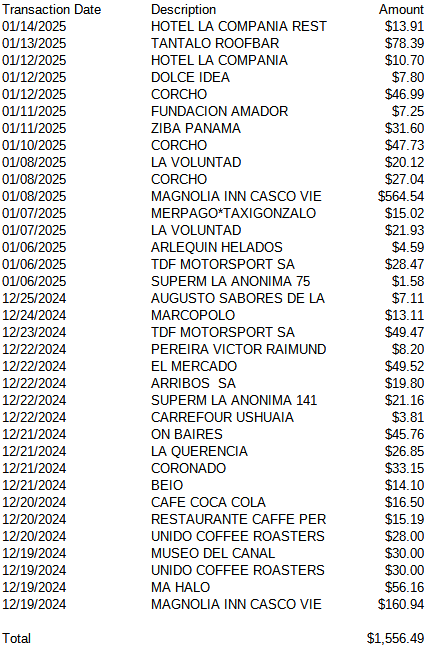 Transaction Date Description Amount
01/14/2025 HOTEL LA COMPANIA REST $13.91
01/13/2025 TANTALO ROOFBAR $78.39
01/12/2025 HOTEL LA COMPANIA $10.70
01/12/2025 DOLCE IDEA $7.80
01/12/2025 CORCHO $46.99
01/11/2025 FUNDACION AMADOR $7.25
01/11/2025 ZIBA PANAMA $31.60
01/10/2025 CORCHO $47.73
01/08/2025 LA VOLUNTAD $20.12
01/08/2025 CORCHO $27.04
01/08/2025 MAGNOLIA INN CASCO VIE $564.54
01/07/2025 MERPAGO*TAXIGONZALO $15.02
01/07/2025 LA VOLUNTAD $21.93
01/06/2025 ARLEQUIN HELADOS $4.59
01/06/2025 TDF MOTORSPORT SA $28.47
01/06/2025 SUPERM LA ANONIMA 75 $1.58
12/25/2024 AUGUSTO SABORES DE LA $7.11
12/24/2024 MARCOPOLO $13.11
12/23/2024 TDF MOTORSPORT SA $49.47
12/22/2024 PEREIRA VICTOR RAIMUND $8.20
12/22/2024 EL MERCADO $49.52
12/22/2024 ARRIBOS  SA $19.80
12/22/2024 SUPERM LA ANONIMA 141 $21.16
12/22/2024 CARREFOUR USHUAIA $3.81
12/21/2024 ON BAIRES $45.76
12/21/2024 LA QUERENCIA $26.85
12/21/2024 CORONADO $33.15
12/21/2024 BEIO $14.10
12/20/2024 CAFE COCA COLA $16.50
12/20/2024 RESTAURANTE CAFFE PER $15.19
12/20/2024 UNIDO COFFEE ROASTERS $28.00
12/19/2024 MUSEO DEL CANAL $30.00
12/19/2024 UNIDO COFFEE ROASTERS $30.00
12/19/2024 MA HALO $56.16
12/19/2024 MAGNOLIA INN CASCO VIE $160.94
Total $1,556.49